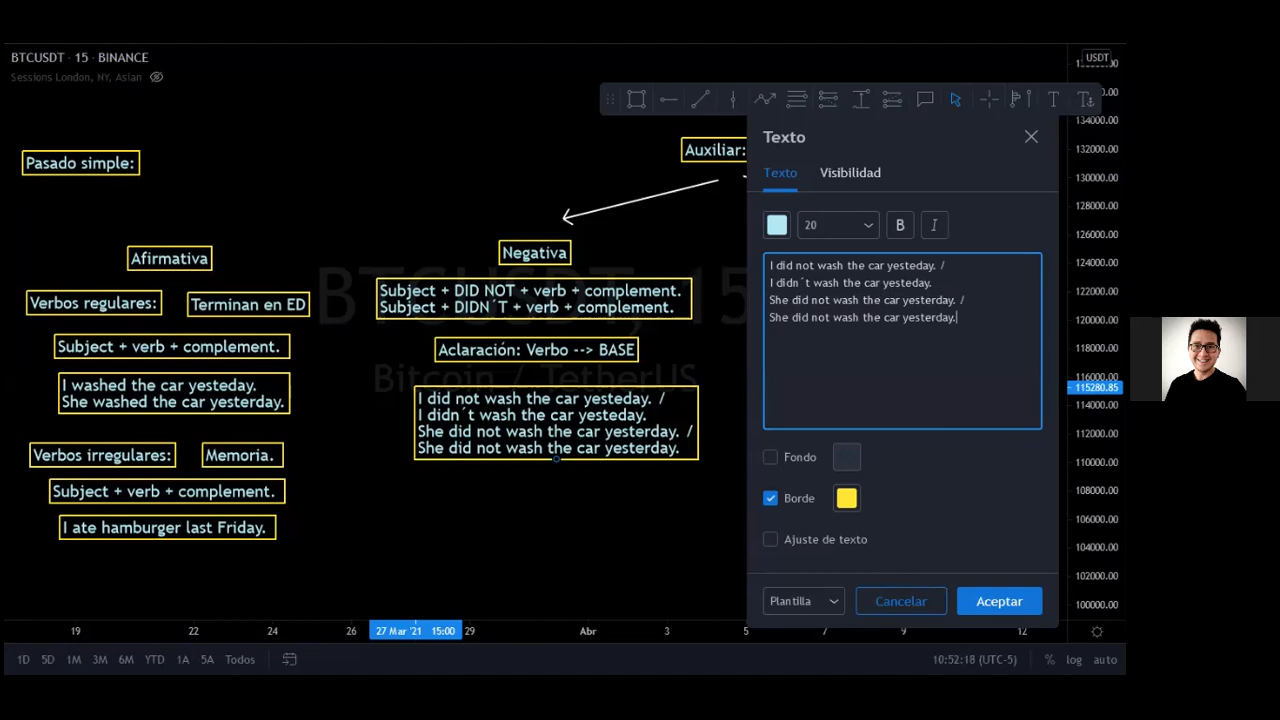 BTCUSDT · 15 · BINANCE
Sessions London, NY, Asian
USDT
Pasado simple:
Auxiliar:
Afirmativa
Verbos regulares:
Terminan en ED
Subject + verb + complement.
I washed the car yesteday.
She washed the car yesterday.
Verbos irregulares:
Memoria.
Subject + verb + complement.
I ate hamburger last Friday.
Negativa
Subject + DID NOT + verb + complement.
Subject + DIDN´T + verb + complement.
Aclaración: Verbo --> BASE
I did not wash the car yesteday. /
I didn´t wash the car yesteday.
She did not wash the car yesterday. /
She did not wash the car yesterday.
BTCUSDT, 15
Bitcoin / TetherUS
Texto
Texto
Visibilidad
20
B
I
I did not wash the car yesteday. /
I didn´t wash the car yesteday.
She did not wash the car yesterday. /
She did not wash the car yesterday.
Fondo
Borde
Ajuste de texto
Plantilla
Cancelar
Aceptar
134000.00
132000.00
130000.00
128000.00
126000.00
124000.00
122000.00
120000.00
118000.00
116000.00
115280.85
114000.00
112000.00
110000.00
108000.00
106000.00
104000.00
102000.00
100000.00
19
22
24
26
27 Mar '21 15:00
29
Abr
3
5
7
9
12
1D 5D 1M 3M 6M YTD 1A 5A Todos
10:52:18 (UTC-5)
% log auto